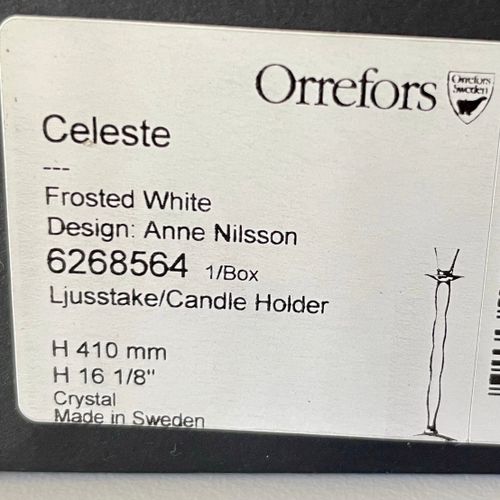 Orrefors
Orrefors
Sweden
Celeste
---
Frosted White
Design: Anne Nilsson
6268564 1/Box
Ljusstake/Candle Holder
H 410 mm
H 16 1/8"
Crystal
Made in Sweden